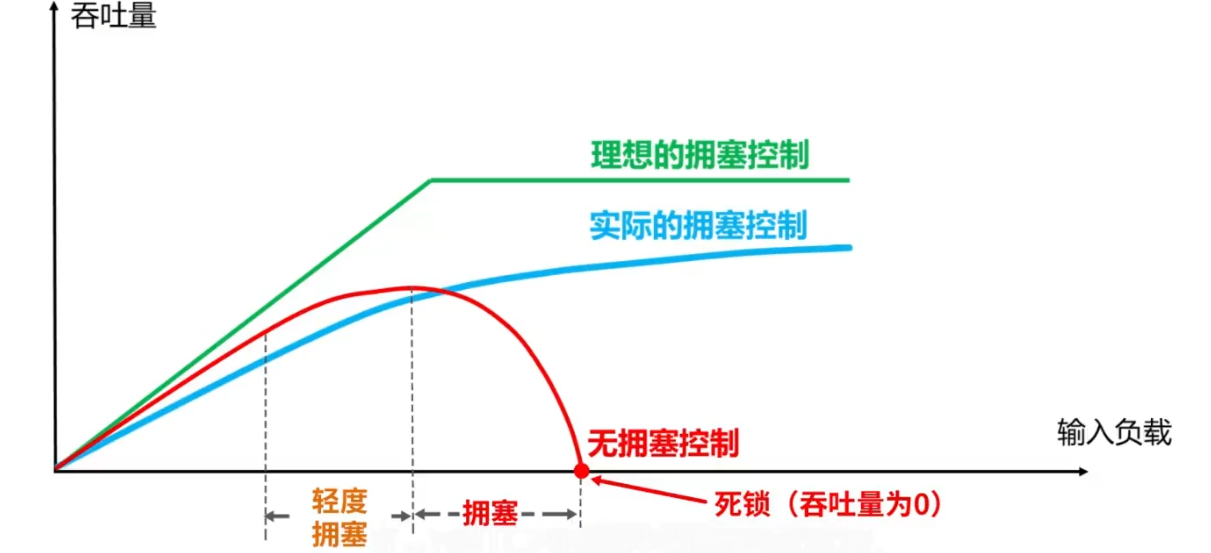 吞吐量
理想的拥塞控制
实际的拥塞控制
无拥塞控制
输入负载
轻度
拥塞
拥塞
死锁（吞吐量为0）